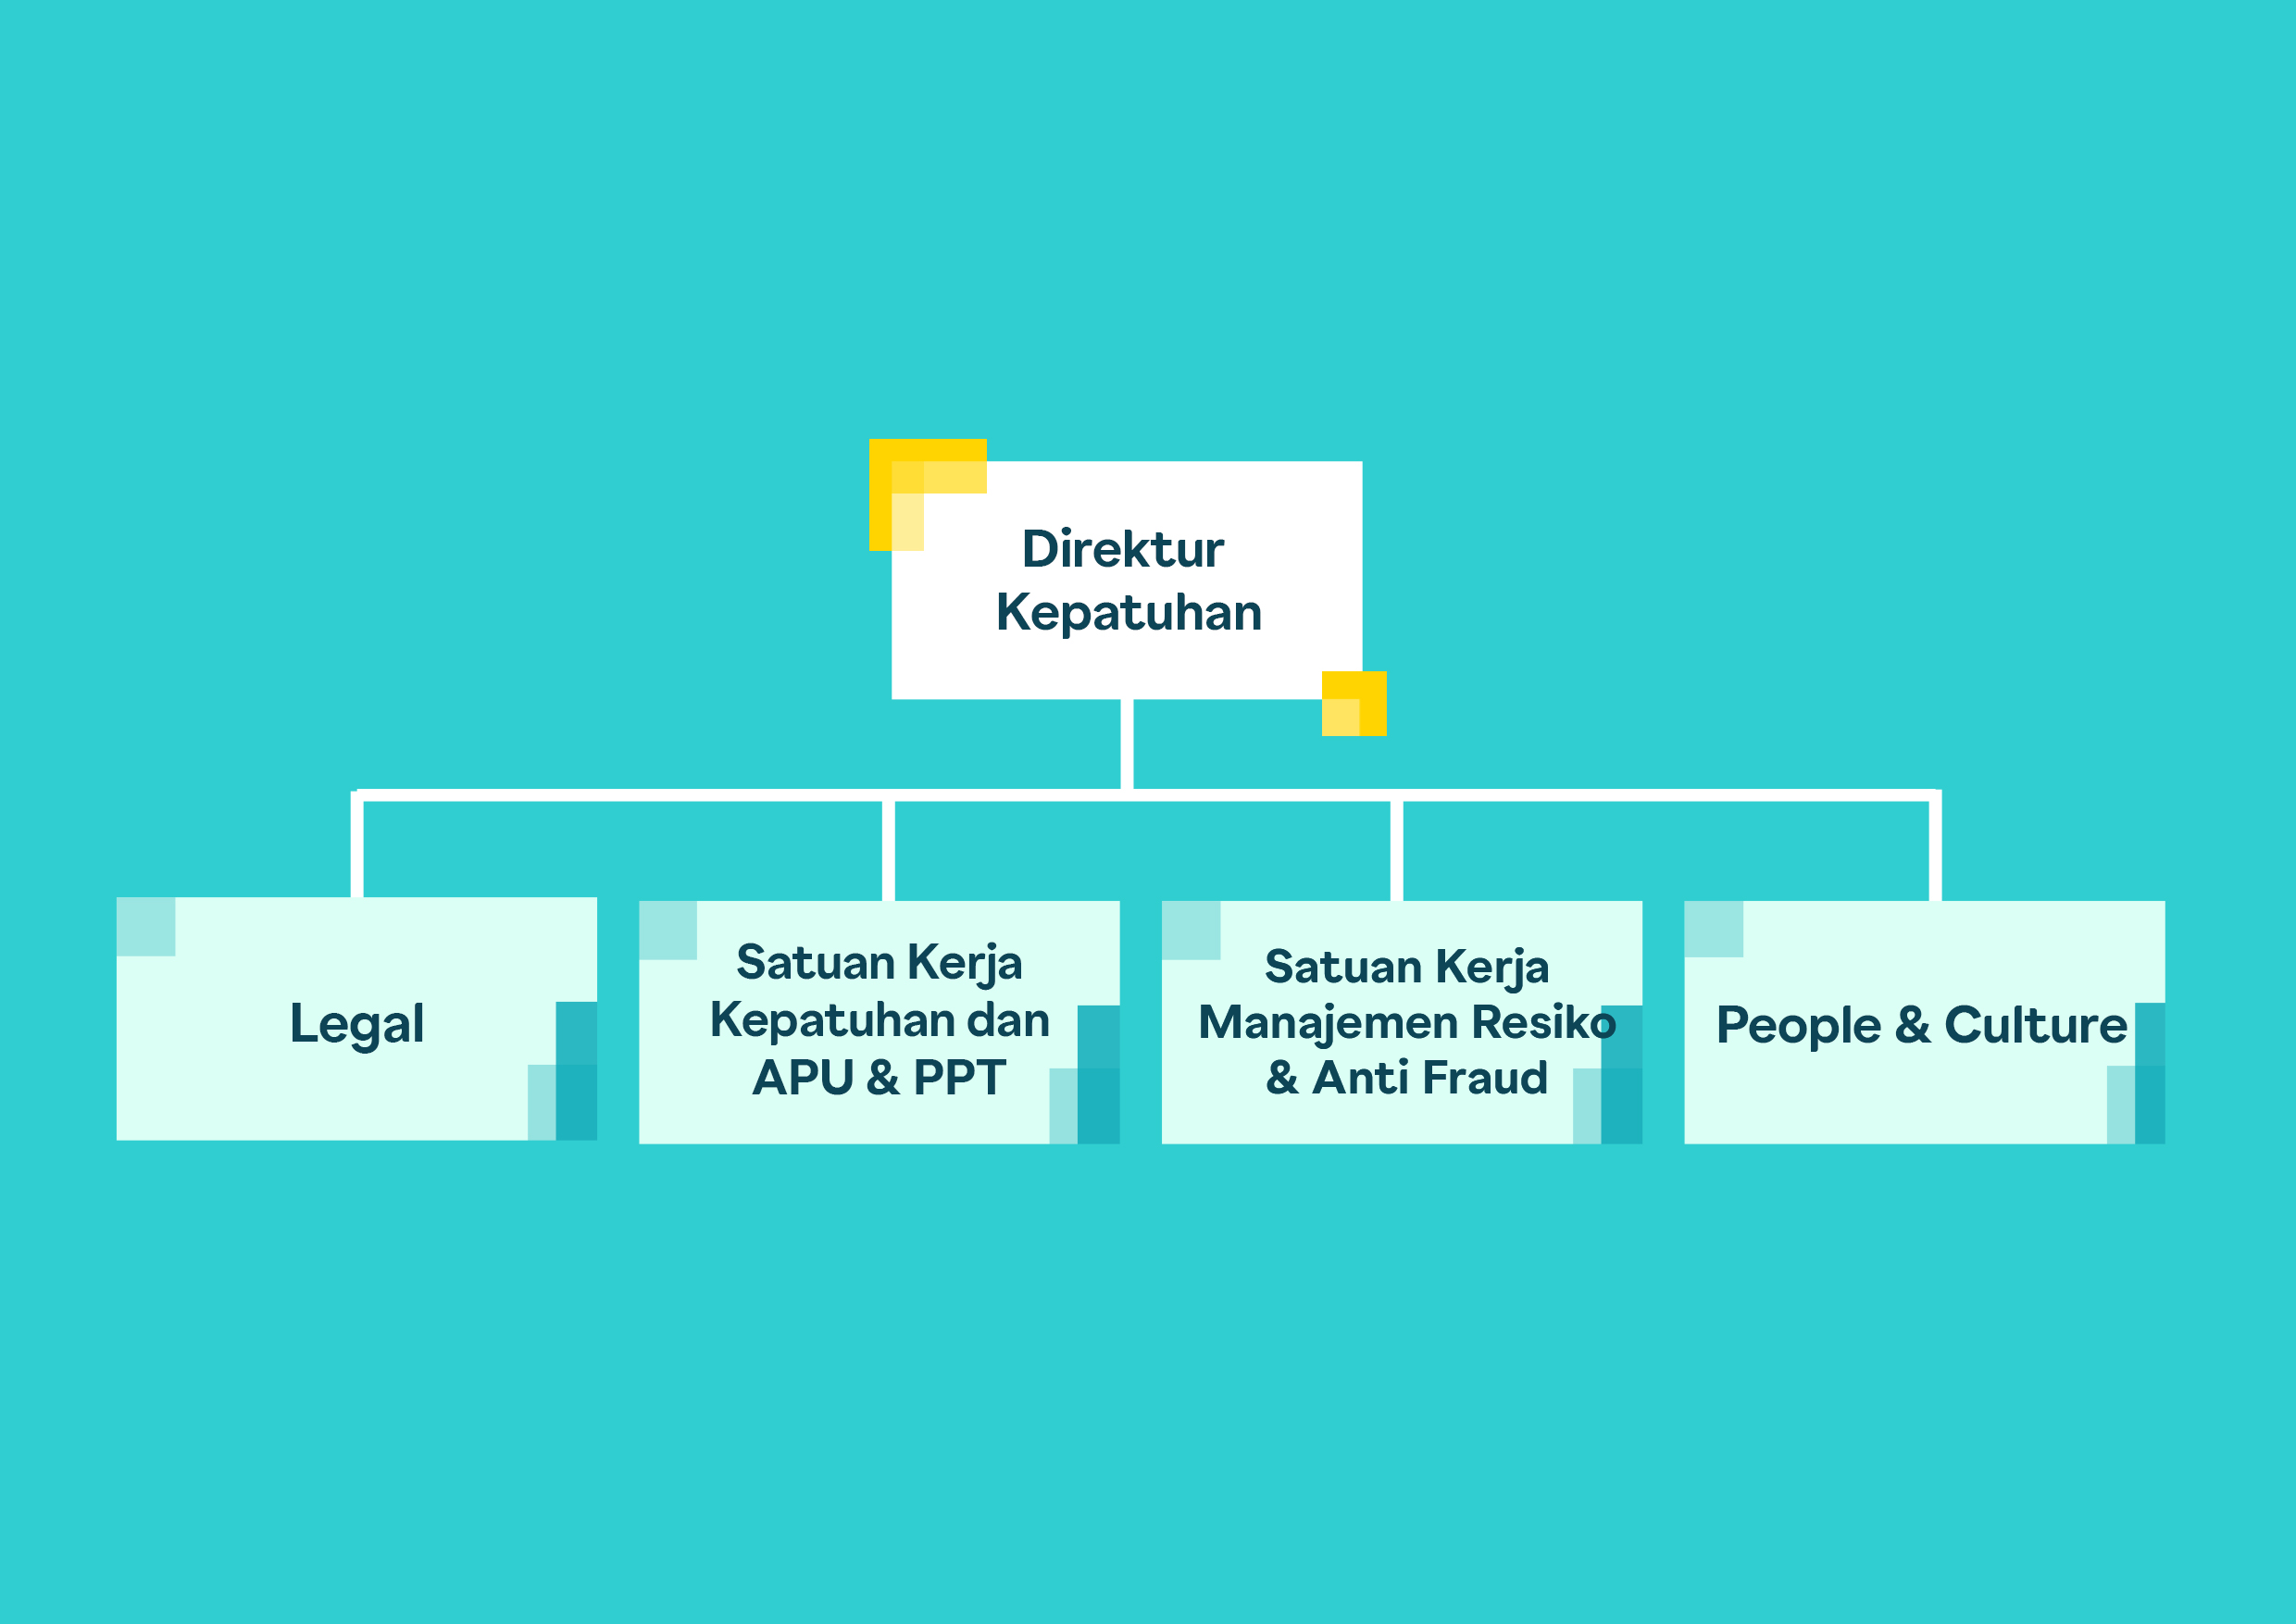 Direktur
Kepatuhan
Legal
Satuan Kerja
Kepatuhan dan
APU & PPT
Satuan Kerja
Manajemen Resiko
& Anti Fraud
People & Culture